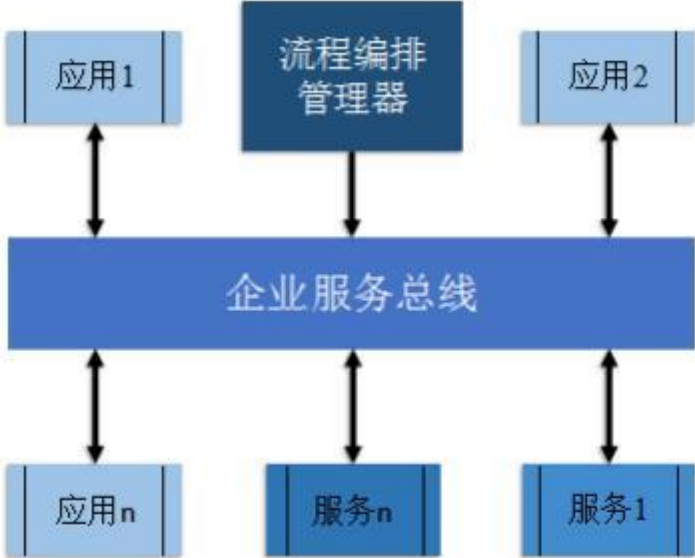 应用1
流程编排
管理器
应用2
企业服务总线
应用n
服务n
服务1